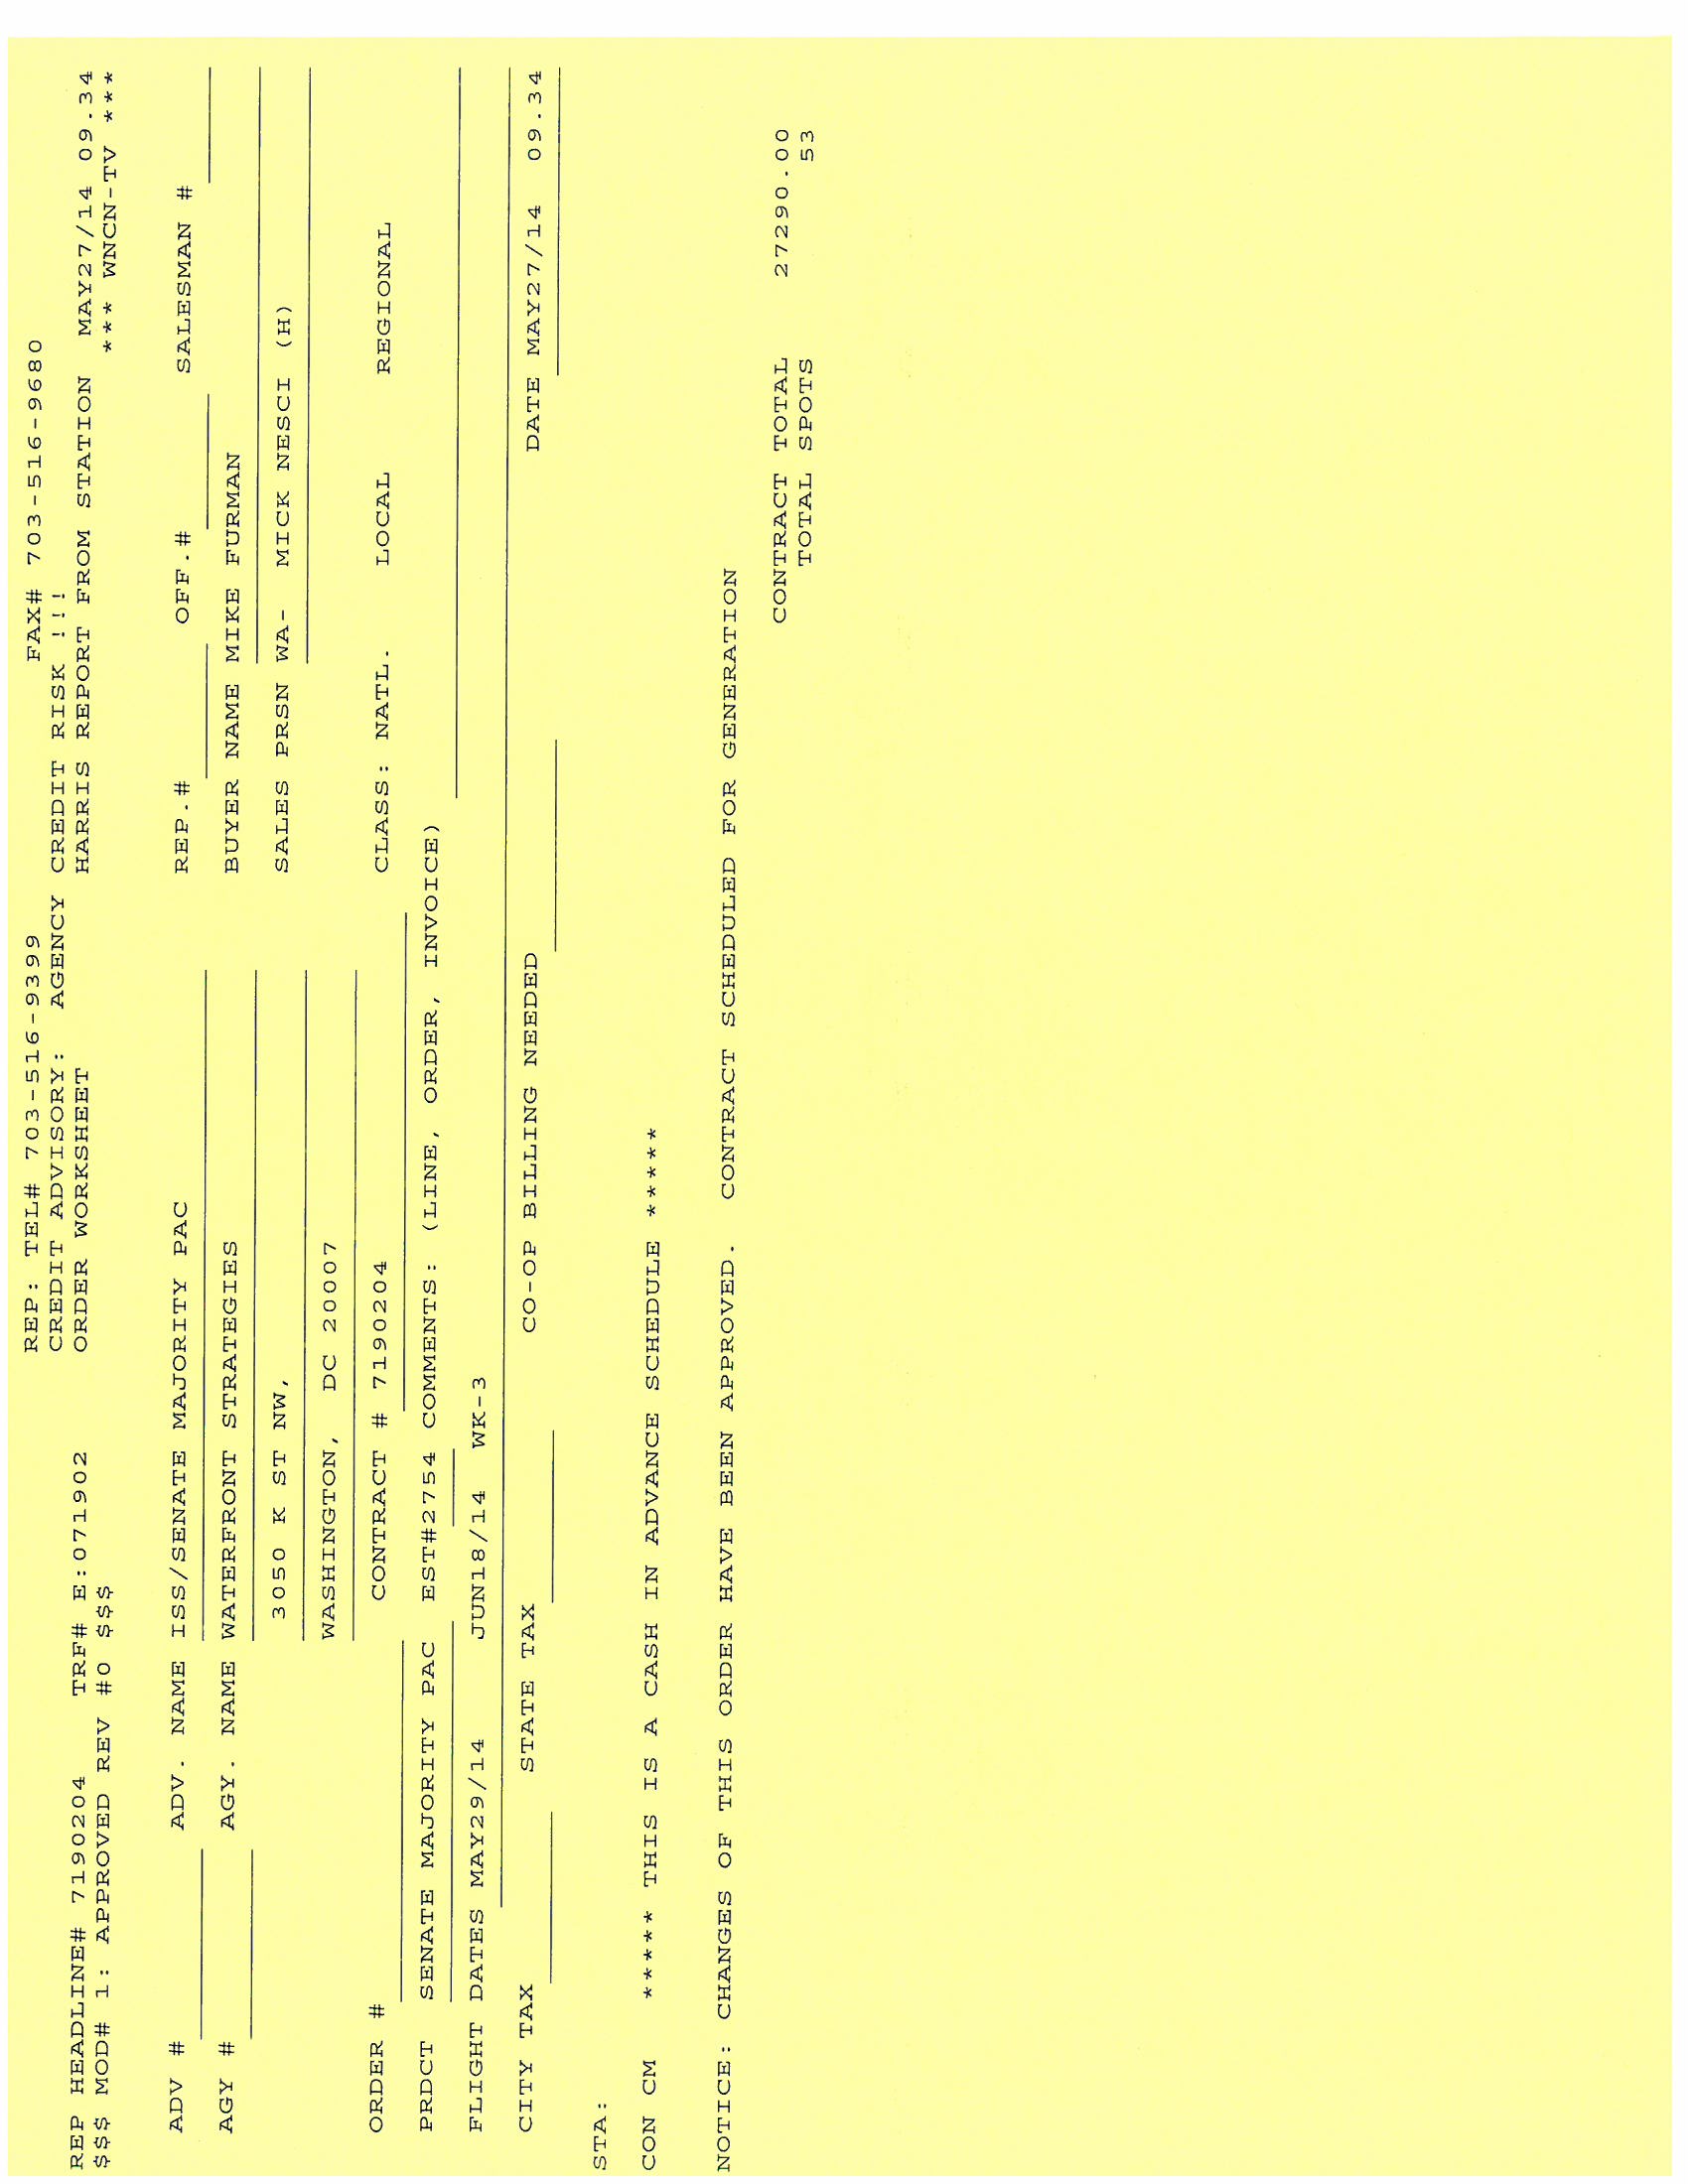 REP: TEL# 703-516-9399 FAX# 703-516-9680
CREDIT ADVISORY: AGENCY CREDIT RISK !!!
REP HEADLINE# 7190204 TRF# E:071902 ORDER WORKSHEET HARRIS REPORT FROM STATION MAY27/14 09.34
$$$ MOD# 1: APPROVED REV #0 $$$ *** WNCN-TV ***
ADV # ADV. NAME ISS/SENATE MAJORITY PAC REP.# OFF.# SALESMAN #
AGY # AGY. NAME WATERFRONT STRATEGIES BUYER NAME MIKE FURMAN
3050 K ST NW, SALES PRSN WA- MICK NESCI (H)
WASHINGTON, DC 20007
ORDER # CONTRACT # 7190204 CLASS: NATL. LOCAL REGIONAL
PRDCT SENATE MAJORITY PAC EST#2754 COMMENTS: (LINE, ORDER, INVOICE)
FLIGHT DATES MAY29/14 JUN18/14 WK-3
CITY TAX STATE TAX CO-OP BILLING NEEDED DATE MAY27/14 09.34
STA:
CON CM ***** THIS IS A CASH IN ADVANCE SCHEDULE *****
NOTICE: CHANGES OF THIS ORDER HAVE BEEN APPROVED. CONTRACT SCHEDULED FOR GENERATION
CONTRACT TOTAL 27290.00
TOTAL SPOTS 53